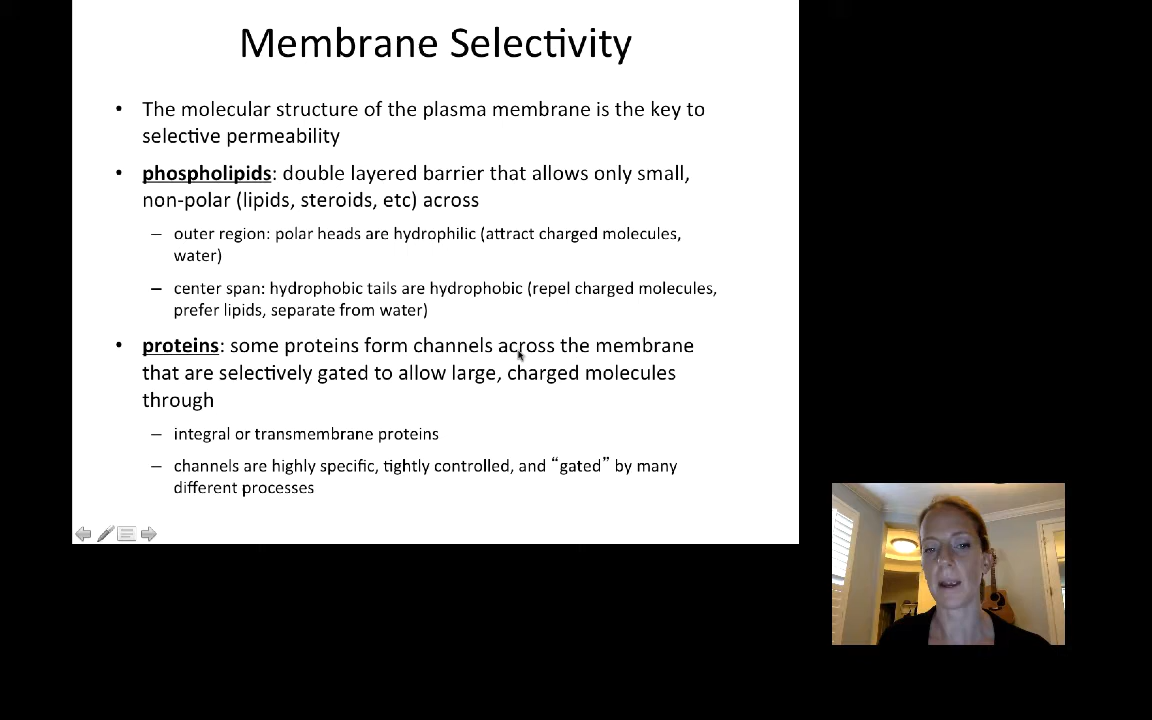 Membrane Selectivity
• The molecular structure of the plasma membrane is the key to
selective permeability
• phospholipids: double layered barrier that allows only small,
non-polar (lipids, steroids, etc) across
– outer region: polar heads are hydrophilic (attract charged molecules,
water)
– center span: hydrophobic tails are hydrophobic (repel charged molecules,
prefer lipids, separate from water)
• proteins: some proteins form channels across the membrane
that are selectively gated to allow large, charged molecules
through
– integral or transmembrane proteins
– channels are highly specific, tightly controlled, and “gated” by many
different processes